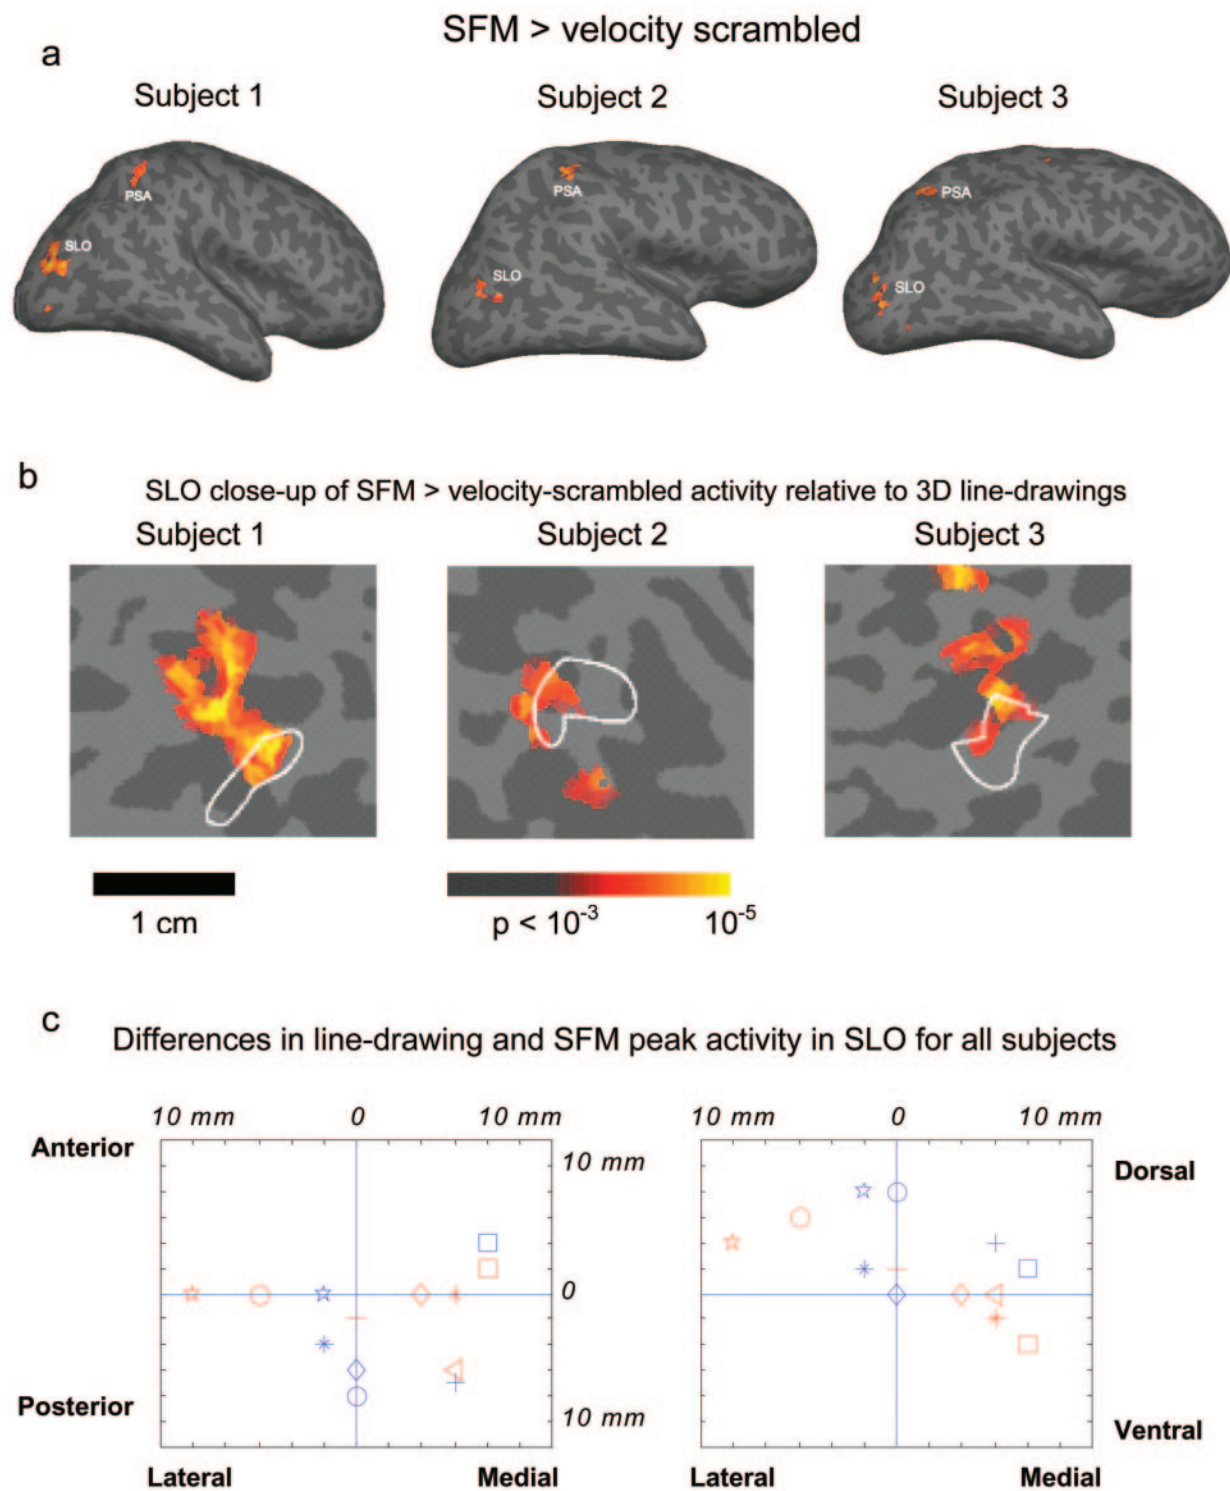 SFM > velocity scrambled
a
Subject 1
Subject 2
Subject 3
PSA
SLO
PSA
SLO
PSA
SLO
b
SLO close-up of SFM > velocity-scrambled activity relative to 3D line-drawings
Subject 1
Subject 2
Subject 3
1 cm
p < 10⁻³
10⁻⁵
c
Differences in line-drawing and SFM peak activity in SLO for all subjects
10 mm 0 10 mm
Anterior
10 mm
0
Posterior
10 mm
Lateral
Medial
10 mm 0 10 mm
Dorsal
Ventral
Lateral
Medial